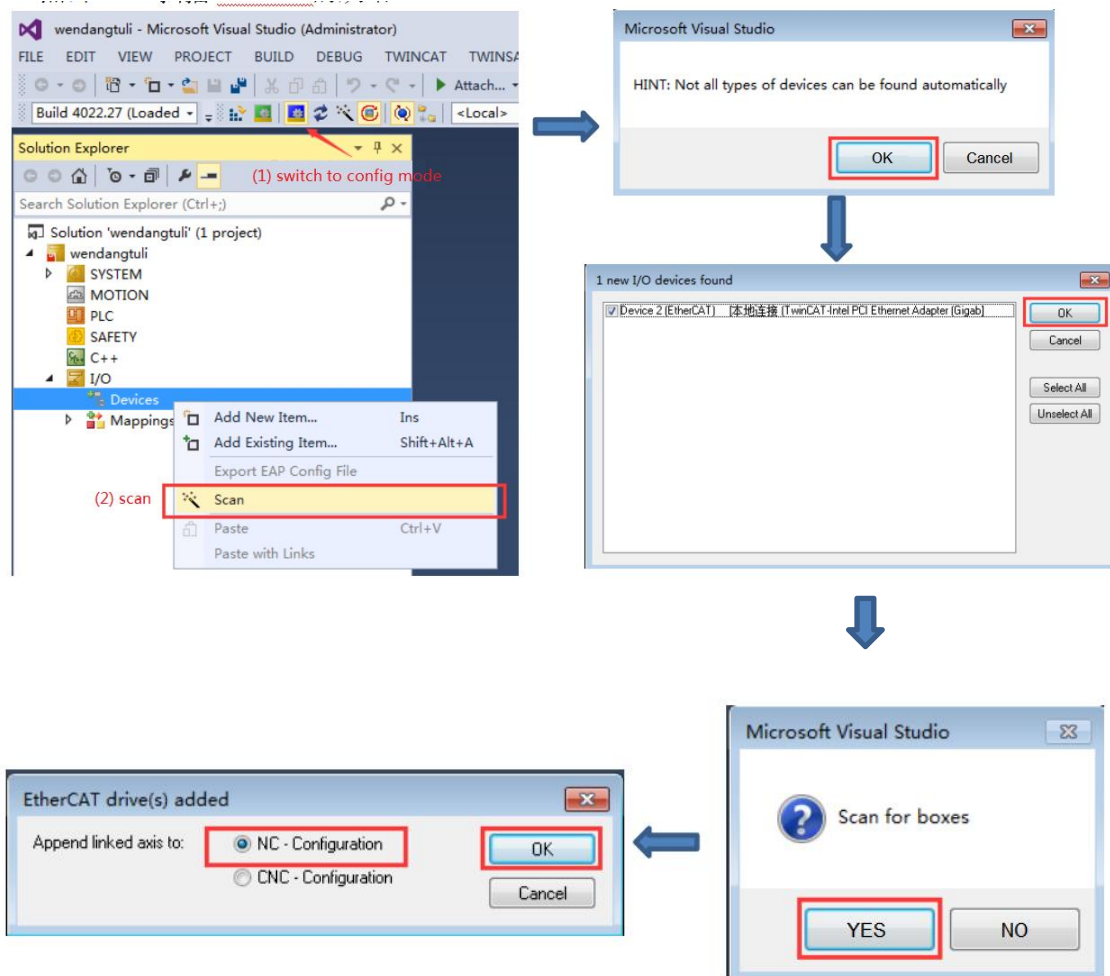 wendangtuli - Microsoft Visual Studio (Administrator)
FILE EDIT VIEW PROJECT BUILD DEBUG TWINCAT TWINSA
Attach...
Build 4022.27 (Loaded
<Local>
Solution Explorer
(1) switch to config mode
Search Solution Explorer (Ctrl+;)
Solution 'wendangtuli' (1 project)
wendangtuli
SYSTEM
MOTION
PLC
SAFETY
C++
I/O
Devices
Mappings
Add New Item... Ins
Add Existing Item... Shift+Alt+A
Export EAP Config File
(2) scan
Scan
Paste Ctrl+V
Paste with Links
Microsoft Visual Studio
HINT: Not all types of devices can be found automatically
OK Cancel
1 new I/O devices found
Device 2 (EtherCAT) [本地连接 (TwinCAT-Intel PCI Ethernet Adapter (Gigab]
OK
Cancel
Select All
Unselect All
Microsoft Visual Studio
Scan for boxes
YES NO
EtherCAT drive(s) added
Append linked axis to: NC - Configuration
CNC - Configuration
OK
Cancel